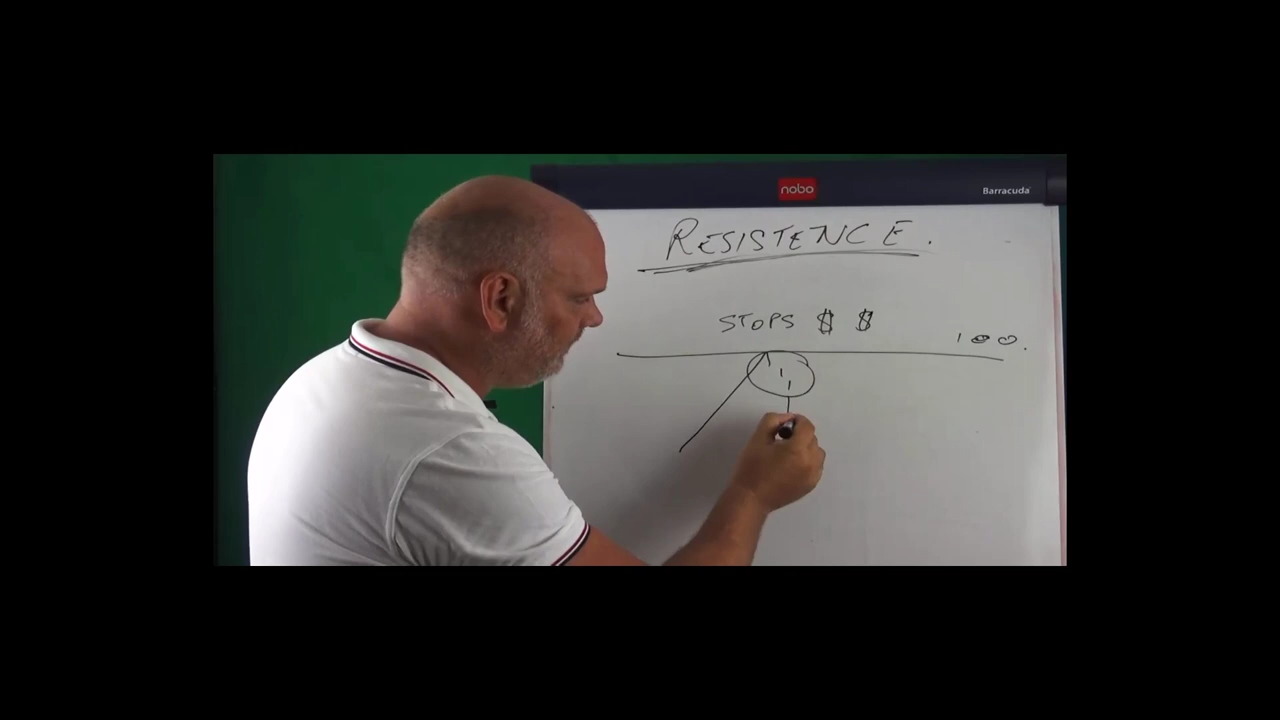 nobo
Barracuda
RESISTENCE.
STOPS $ $
100.